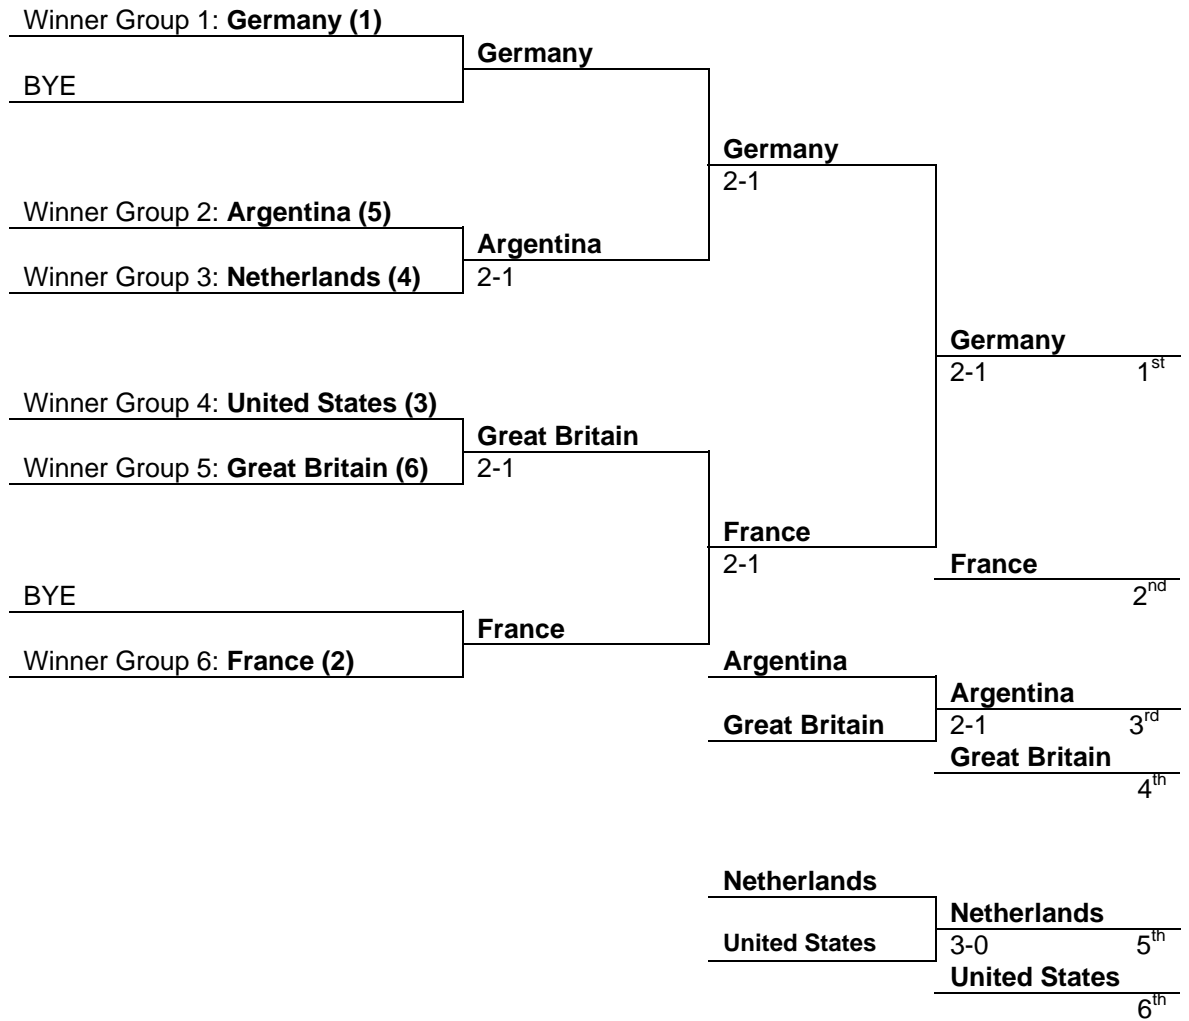 Winner Group 1: Germany (1)
Germany
BYE
Germany
2-1
Winner Group 2: Argentina (5)
Argentina
Winner Group 3: Netherlands (4)
2-1
Germany
2-1 1st
Winner Group 4: United States (3)
Great Britain
Winner Group 5: Great Britain (6)
2-1
France
2-1
France
2nd
BYE
France
Winner Group 6: France (2)
Argentina
Argentina
Great Britain
2-1 3rd
Great Britain
4th
Netherlands
Netherlands
United States
3-0 5th
United States
6th